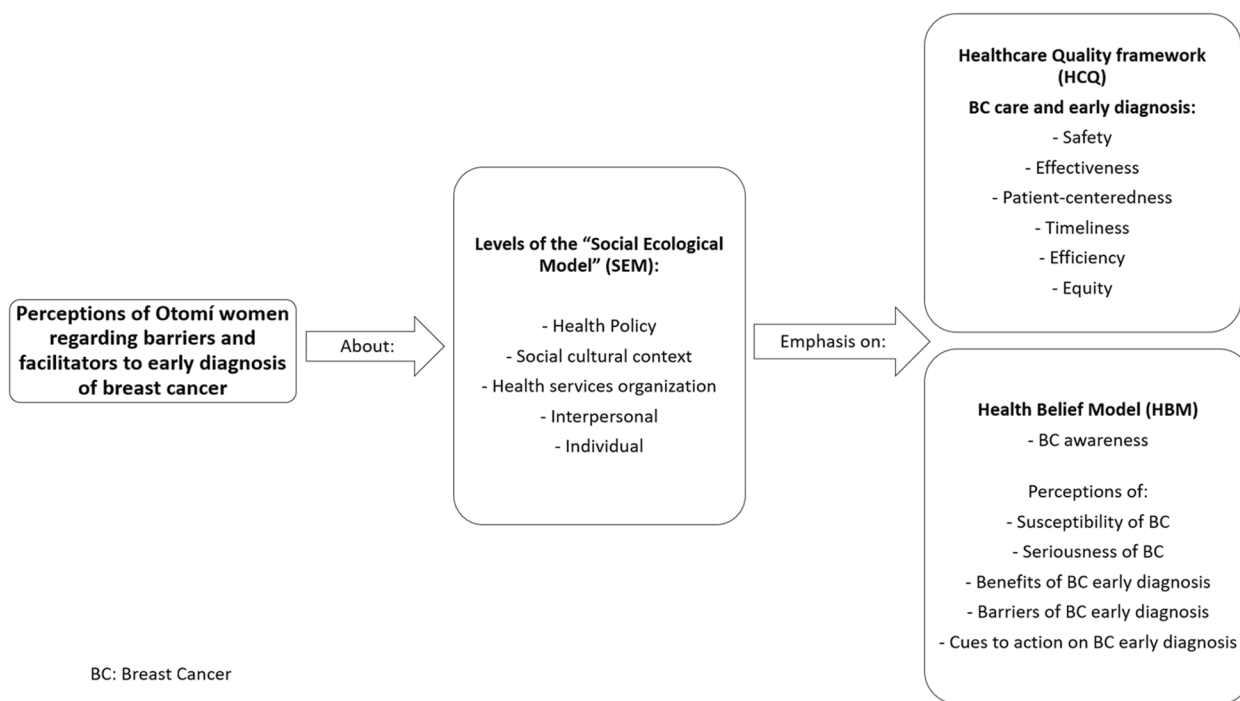 Perceptions of Otomí women
regarding barriers and
facilitators to early diagnosis
of breast cancer
About:
Levels of the “Social Ecological
Model” (SEM):
- Health Policy
- Social cultural context
- Health services organization
- Interpersonal
- Individual
Emphasis on:
Healthcare Quality framework
(HCQ)
BC care and early diagnosis:
- Safety
- Effectiveness
- Patient-centeredness
- Timeliness
- Efficiency
- Equity
Health Belief Model (HBM)
- BC awareness
Perceptions of:
- Susceptibility of BC
- Seriousness of BC
- Benefits of BC early diagnosis
- Barriers of BC early diagnosis
- Cues to action on BC early diagnosis
BC: Breast Cancer